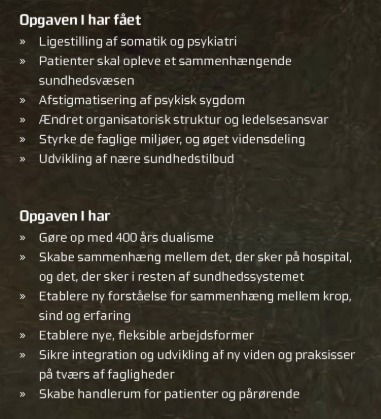 Opgaven I har fået
» Ligestilling af somatik og psykiatri
» Patienter skal opleve et sammenhængende
sundhedsvæsen
» Afstigmatisering af psykisk sygdom
» Ændret organisatorisk struktur og ledelsesansvar
» Styrke de faglige miljøer, og øget vidensdeling
» Udvikling af nære sundhedstilbud
Opgaven I har
» Gøre op med 400 års dualisme
» Skabe sammenhæng mellem det, der sker på hospital,
og det, der sker i resten af sundhedssystemet
» Etablere ny forståelse for sammenhæng mellem krop,
sind og erfaring
» Etablere nye, fleksible arbejdsformer
» Sikre integration og udvikling af ny viden og praksisser
på tværs af fagligheder
» Skabe handlerum for patienter og pårørende